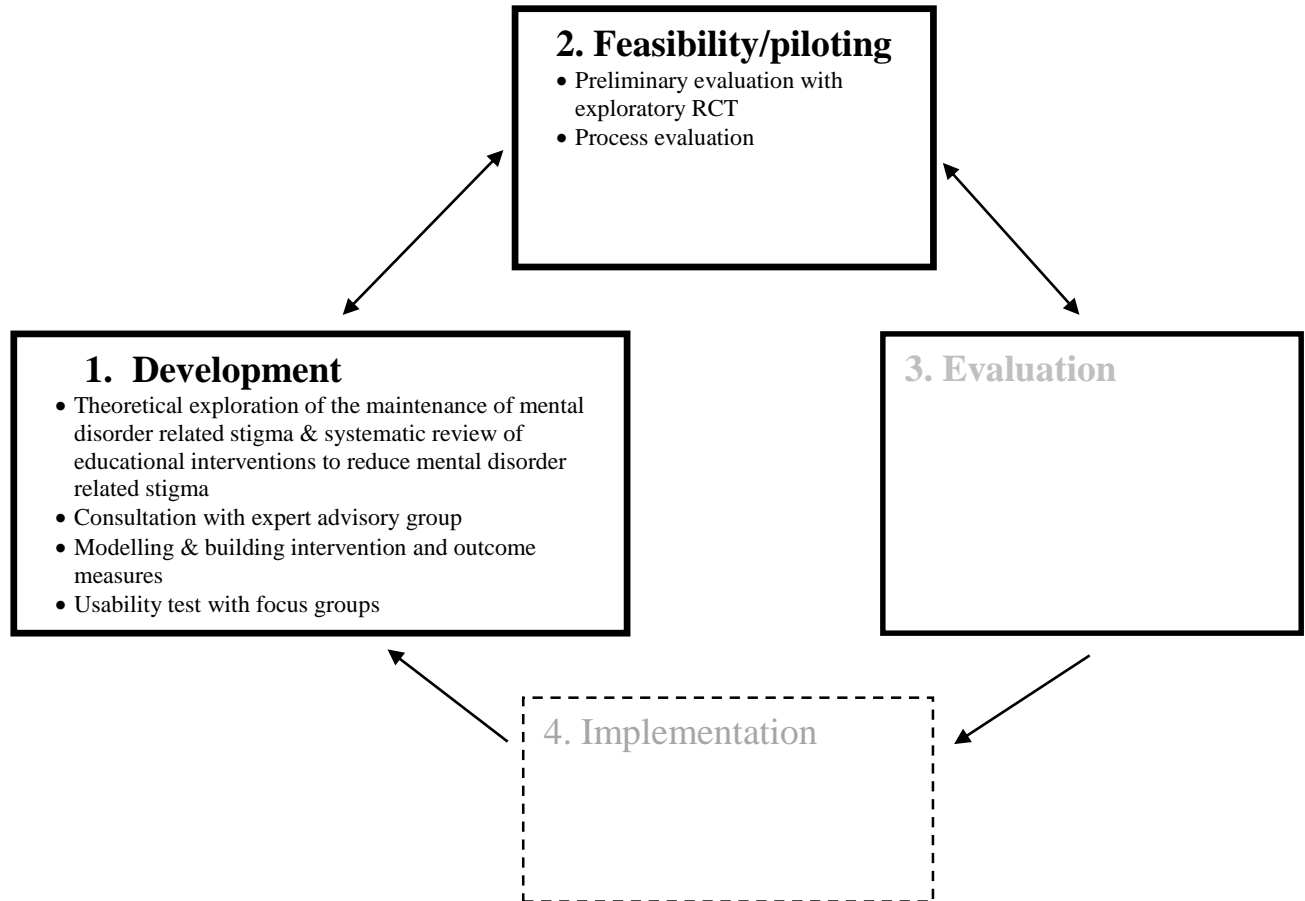 2. Feasibility/piloting
• Preliminary evaluation with
exploratory RCT
• Process evaluation
1. Development
• Theoretical exploration of the maintenance of mental
disorder related stigma & systematic review of
educational interventions to reduce mental disorder
related stigma
• Consultation with expert advisory group
• Modelling & building intervention and outcome
measures
• Usability test with focus groups
3. Evaluation
4. Implementation